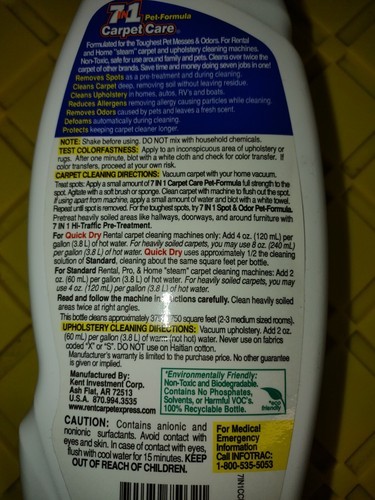 7 IN 1 Pet-Formula
Carpet Care
Formulated for the Toughest Pet Messes & Odors. For Rental
and Home "steam" carpet and upholstery cleaning machines.
Non-Toxic, safe for use around family and pets. Cleans over twice the
carpet of other brands. Save time and money doing seven jobs in one!
Removes Spots as a pre-treatment and during cleaning.
Cleans Carpet deep, removing soil without leaving residue.
Cleans Upholstery in homes, autos, RV's and boats.
Reduces Allergens removing allergy causing particles while cleaning.
Removes Odors caused by pets and leaves a fresh scent.
Defoams automatically during cleaning.
Protects keeping carpet cleaner longer.
NOTE: Shake before using. DO NOT mix with household chemicals.
TEST COLORFASTNESS: Apply to an inconspicuous area of upholstery or
rugs. After one minute, blot with a white cloth and check for color transfer. If
color transfers, proceed at your own risk.
CARPET CLEANING DIRECTIONS: Vacuum carpet with your home vacuum.
Treat spots: Apply a small amount of 7 IN 1 Carpet Care Pet-Formula full strength to the
spot. Agitate with a soft brush or sponge. Clean carpet with machine to flush out the spot.
If using apart from machine, apply a small amount of water and blot with a white towel.
Repeat until spot is removed. For the toughest spots, try 7 IN 1 Spot & Odor Pet-Formula.
Pretreat heavily soiled areas like hallways, doorways, and around furniture with
7 IN 1 Hi-Traffic Pre-Treatment.
For Quick Dry Rental carpet cleaning machines only: Add 4 oz. (120 mL) per
gallon (3.8 L) of hot water. For heavily soiled carpets, you may use 8 oz. (240 mL)
per gallon (3.8 L) of hot water. Quick Dry uses approximately 1/2 the cleaning
solution of Standard, cleaning about the same square feet per bottle.
For Standard Rental, Pro, & Home "steam" carpet cleaning machines: Add 2
oz. (60 mL) per gallon (3.8 L) of hot water. For heavily soiled carpets, you may
use 4 oz. (120 mL) per gallon (3.8 L) of hot water.
Read and follow the machine instructions carefully. Clean heavily soiled
areas twice at right angles.
This bottle cleans approximately 750 square feet (2-3 medium sized rooms).
UPHOLSTERY CLEANING DIRECTIONS: Vacuum upholstery. Add 2 oz.
(60 mL) per gallon (3.8 L) of warm (not hot) water. Never use on fabrics
coded "X" or "S". DO NOT use on Haitian cotton.
Manufacturer's warranty is limited to the purchase price. No other guarantee
is given or implied.
Manufactured By:
Kent Investment Corp.
Ash Flat, AR 72513
U.S.A. 870.994.3535
www.rentcarpetexpress.com
*Environmentally Friendly:
Non-Toxic and Biodegradable.
Contains No Phosphates,
Solvents, or Harmful VOC's.
100% Recyclable Bottle.
eco
friendly
CAUTION: Contains anionic and
nonionic surfactants. Avoid contact with
eyes and skin. In case of contact with eyes,
flush with cool water for 15 minutes. KEEP
OUT OF REACH OF CHILDREN.
For Medical
Emergency
Information
Call INFOTRAC:
1-800-535-5053